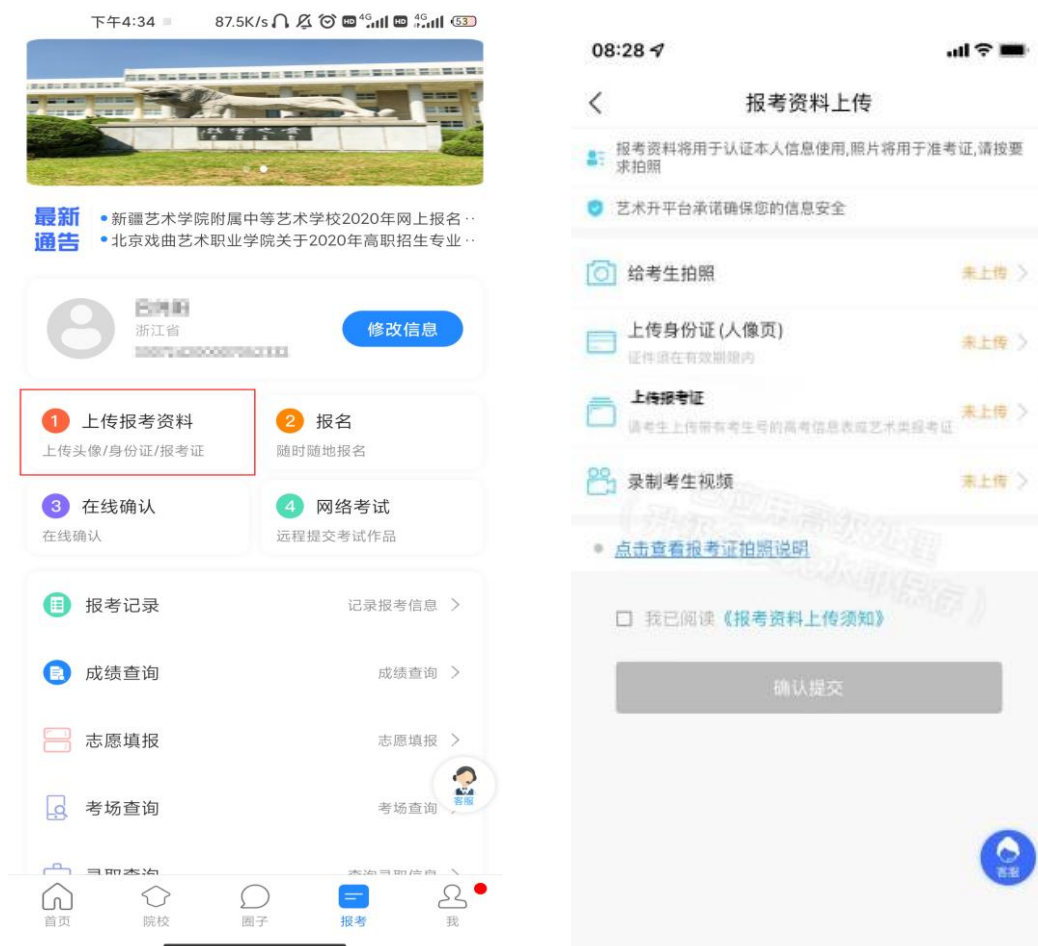 下午4:34
87.5K/s
HD 4G HD 4G 53
最新
通告
新疆艺术学院附属中等艺术学校2020年网上报名··
北京戏曲艺术职业学院关于2020年高职招生专业··
浙江省
修改信息
1 上传报考资料
上传头像/身份证/报考证
2 报名
随时随地报名
3 在线确认
在线确认
4 网络考试
远程提交考试作品
报考记录 记录报考信息
成绩查询 成绩查询
志愿填报 志愿填报
考场查询 考场查询
客服
录取查询 查询录取信息
首页 院校 圈子 报考 我
08:28
报考资料上传
报考资料将用于认证本人信息使用,照片将用于准考证,请按要
求拍照
艺术升平台承诺确保您的信息安全
给考生拍照 未上传
上传身份证(人像页) 未上传
证件须在有效期限内
上传报考证 未上传
请考生上传带有考生号的高考信息表或艺术类报考证
录制考生视频 未上传
点击查看报考证拍照说明
我已阅读《报考资料上传须知》
确认提交
客服